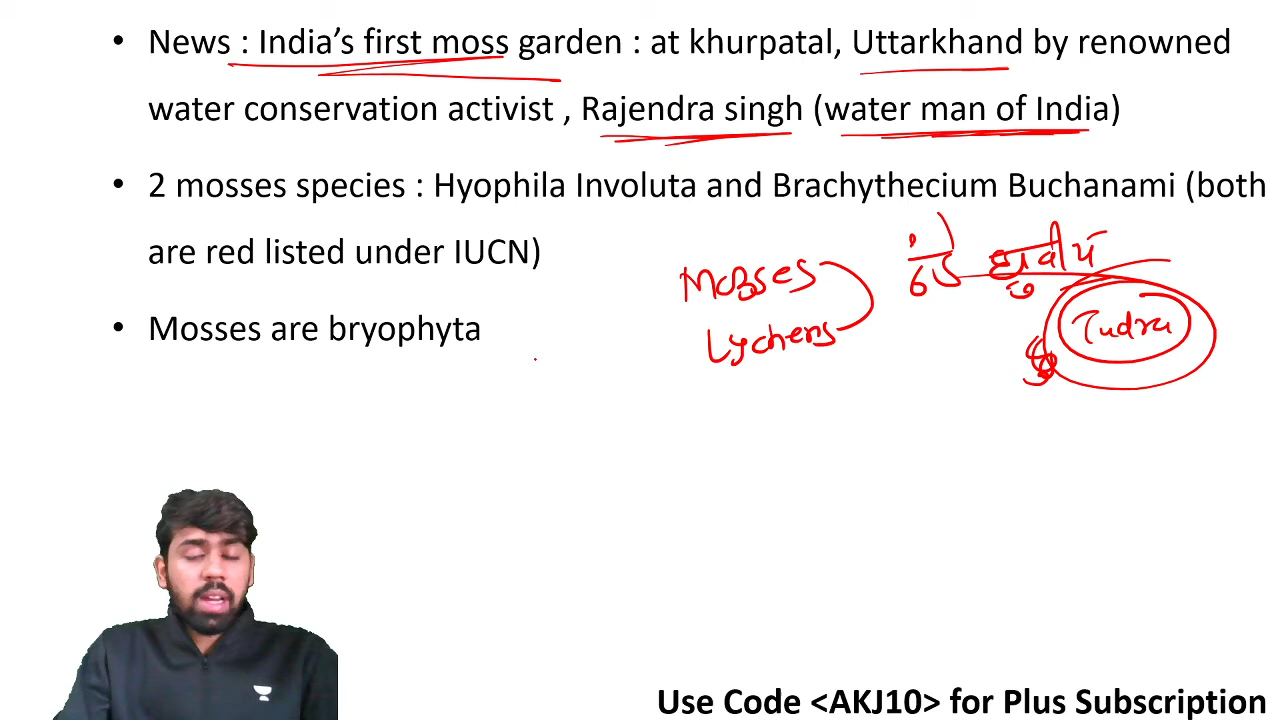 • News : India's first moss garden : at khurpatal, Uttarkhand by renowned
water conservation activist , Rajendra singh (water man of India)
• 2 mosses species : Hyophila Involuta and Brachythecium Buchanami (both
are red listed under IUCN)
Mosses
Lychens
Tudra
• Mosses are bryophyta
Use Code <AKJ10> for Plus Subscription